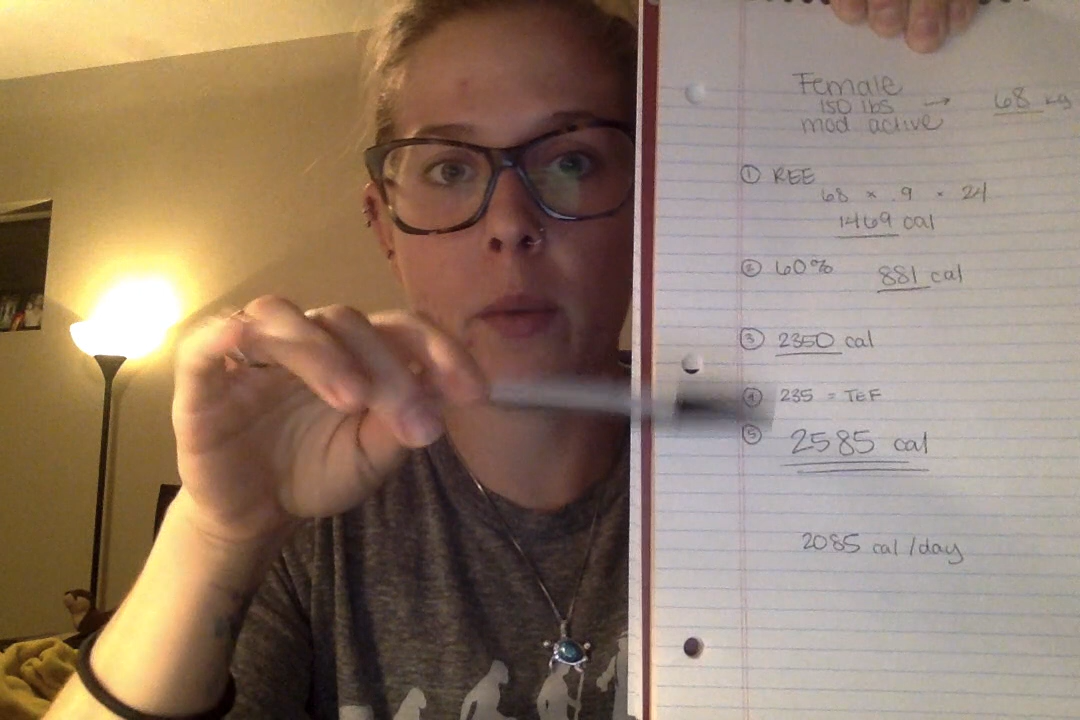 Female
150 lbs → 68 kg
mod active
① REE
68 × .9 × 24
1469 cal
② 60% 881 cal
③ 2350 cal
④ 235 = TEF
⑤ 2585 cal
2085 cal/day